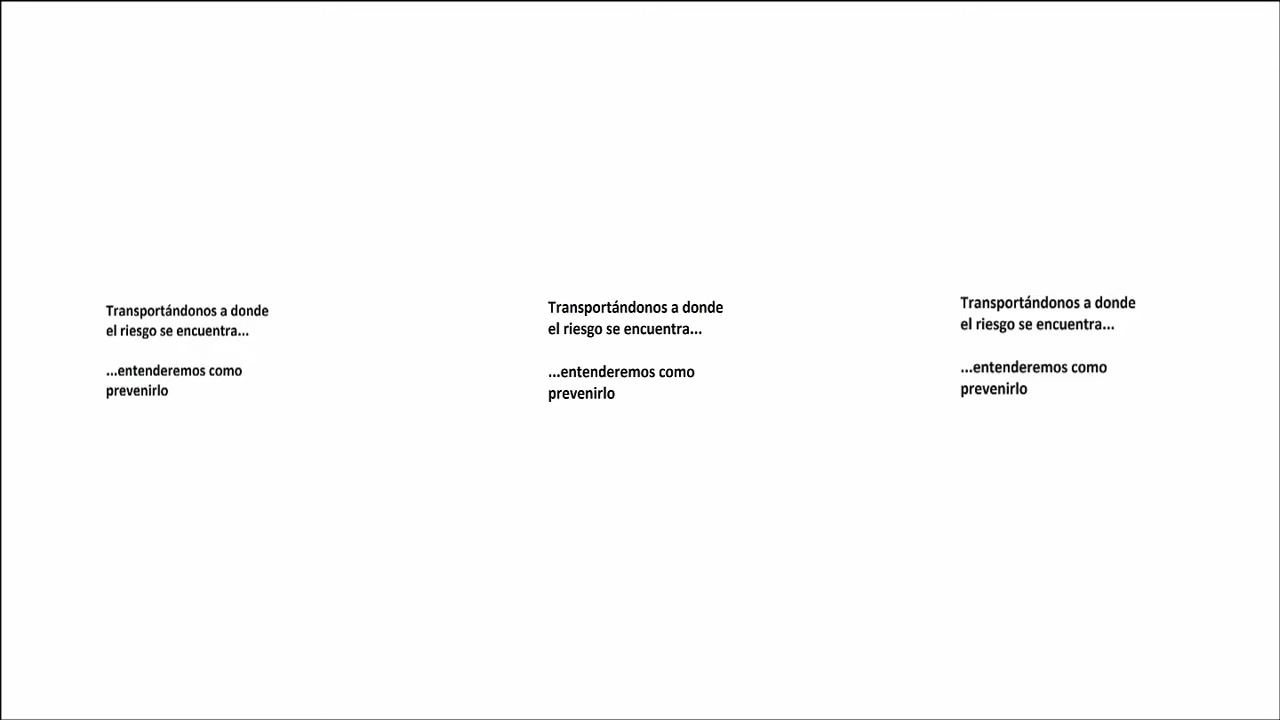 Transportándonos a donde
el riesgo se encuentra...
...entenderemos como
prevenirlo
Transportándonos a donde
el riesgo se encuentra...
...entenderemos como
prevenirlo
Transportándonos a donde
el riesgo se encuentra...
...entenderemos como
prevenirlo